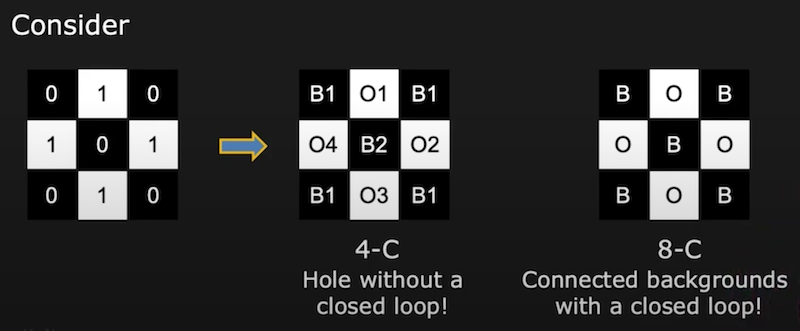 Consider
0 1 0 B1 O1 B1 B O B
1 0 1 O4 B2 O2 O B O
0 1 0 B1 O3 B1 B O B
4-C 8-C
Hole without a
closed loop!
Connected backgrounds
with a closed loop!